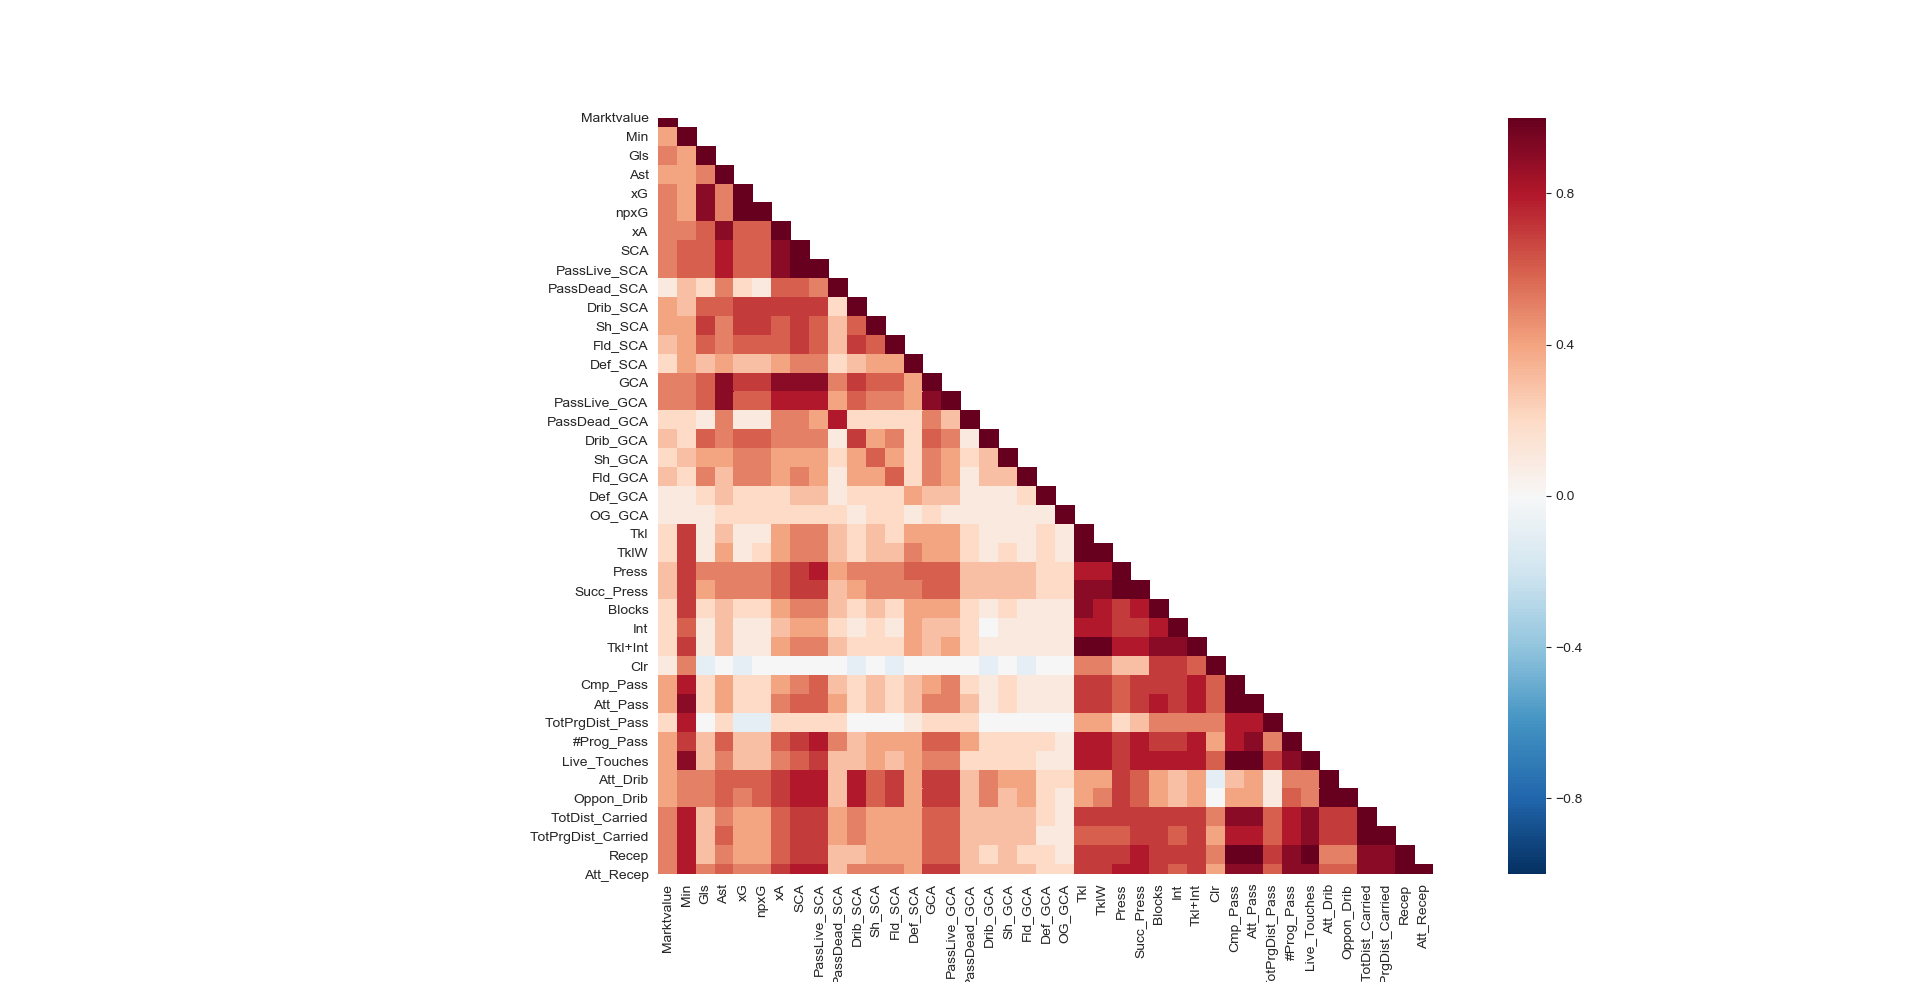 Marktvalue
Min
Gls
Ast
xG
npxG
xA
SCA
PassLive_SCA
PassDead_SCA
Drib_SCA
Sh_SCA
Fld_SCA
Def_SCA
GCA
PassLive_GCA
PassDead_GCA
Drib_GCA
Sh_GCA
Fld_GCA
Def_GCA
OG_GCA
Tkl
TklW
Press
Succ_Press
Blocks
Int
Tkl+Int
Clr
Cmp_Pass
Att_Pass
TotPrgDist_Pass
#Prog_Pass
Live_Touches
Att_Drib
Oppon_Drib
TotDist_Carried
TotPrgDist_Carried
Recep
Att_Recep
Marktvalue
Min
Gls
Ast
xG
npxG
xA
SCA
PassLive_SCA
PassDead_SCA
Drib_SCA
Sh_SCA
Fld_SCA
Def_SCA
GCA
PassLive_GCA
PassDead_GCA
Drib_GCA
Sh_GCA
Fld_GCA
Def_GCA
OG_GCA
Tkl
TklW
Press
Succ_Press
Blocks
Int
Tkl+Int
Clr
Cmp_Pass
Att_Pass
TotPrgDist_Pass
#Prog_Pass
Live_Touches
Att_Drib
Oppon_Drib
TotDist_Carried
PrgDist_Carried
Recep
Att_Recep
0.8
0.4
0.0
−0.4
−0.8